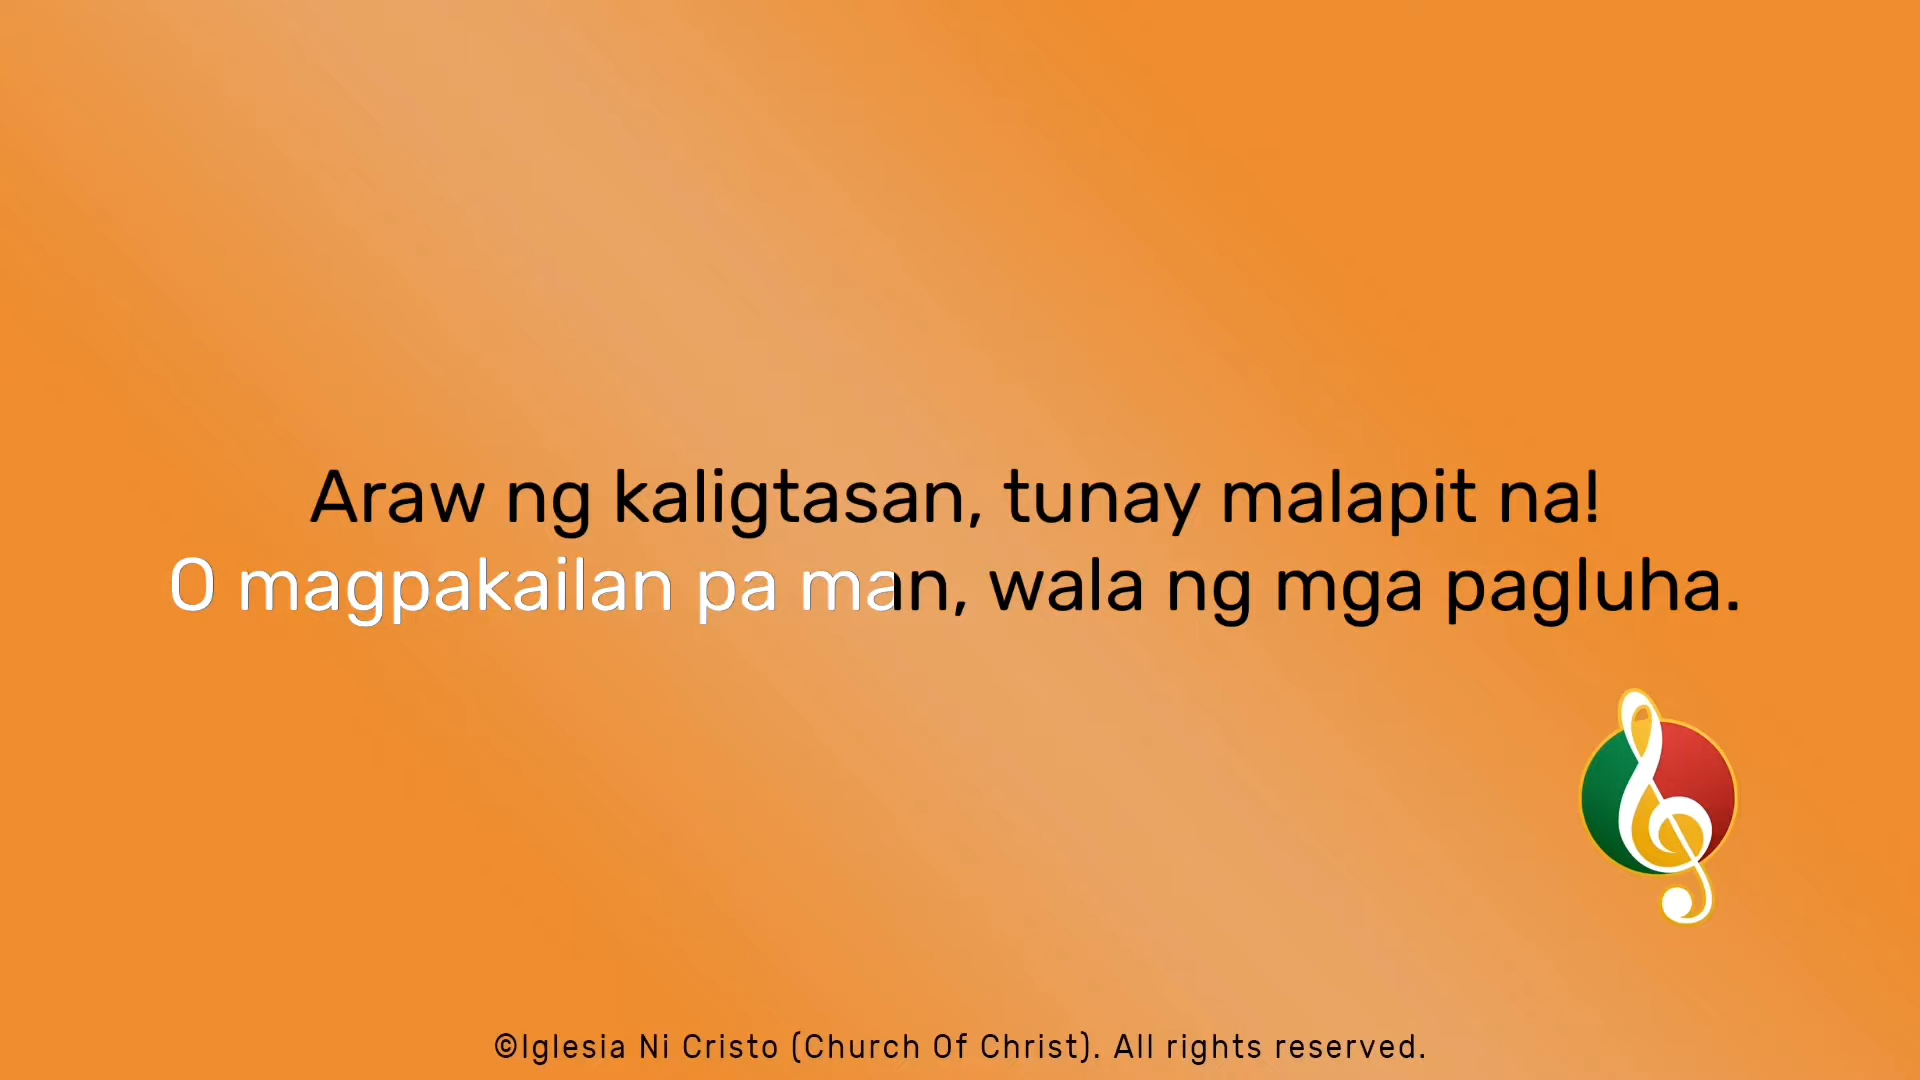 Araw ng kaligtasan, tunay malapit na!
O magpakailan pa man, wala ng mga pagluha.
©Iglesia Ni Cristo (Church Of Christ). All rights reserved.